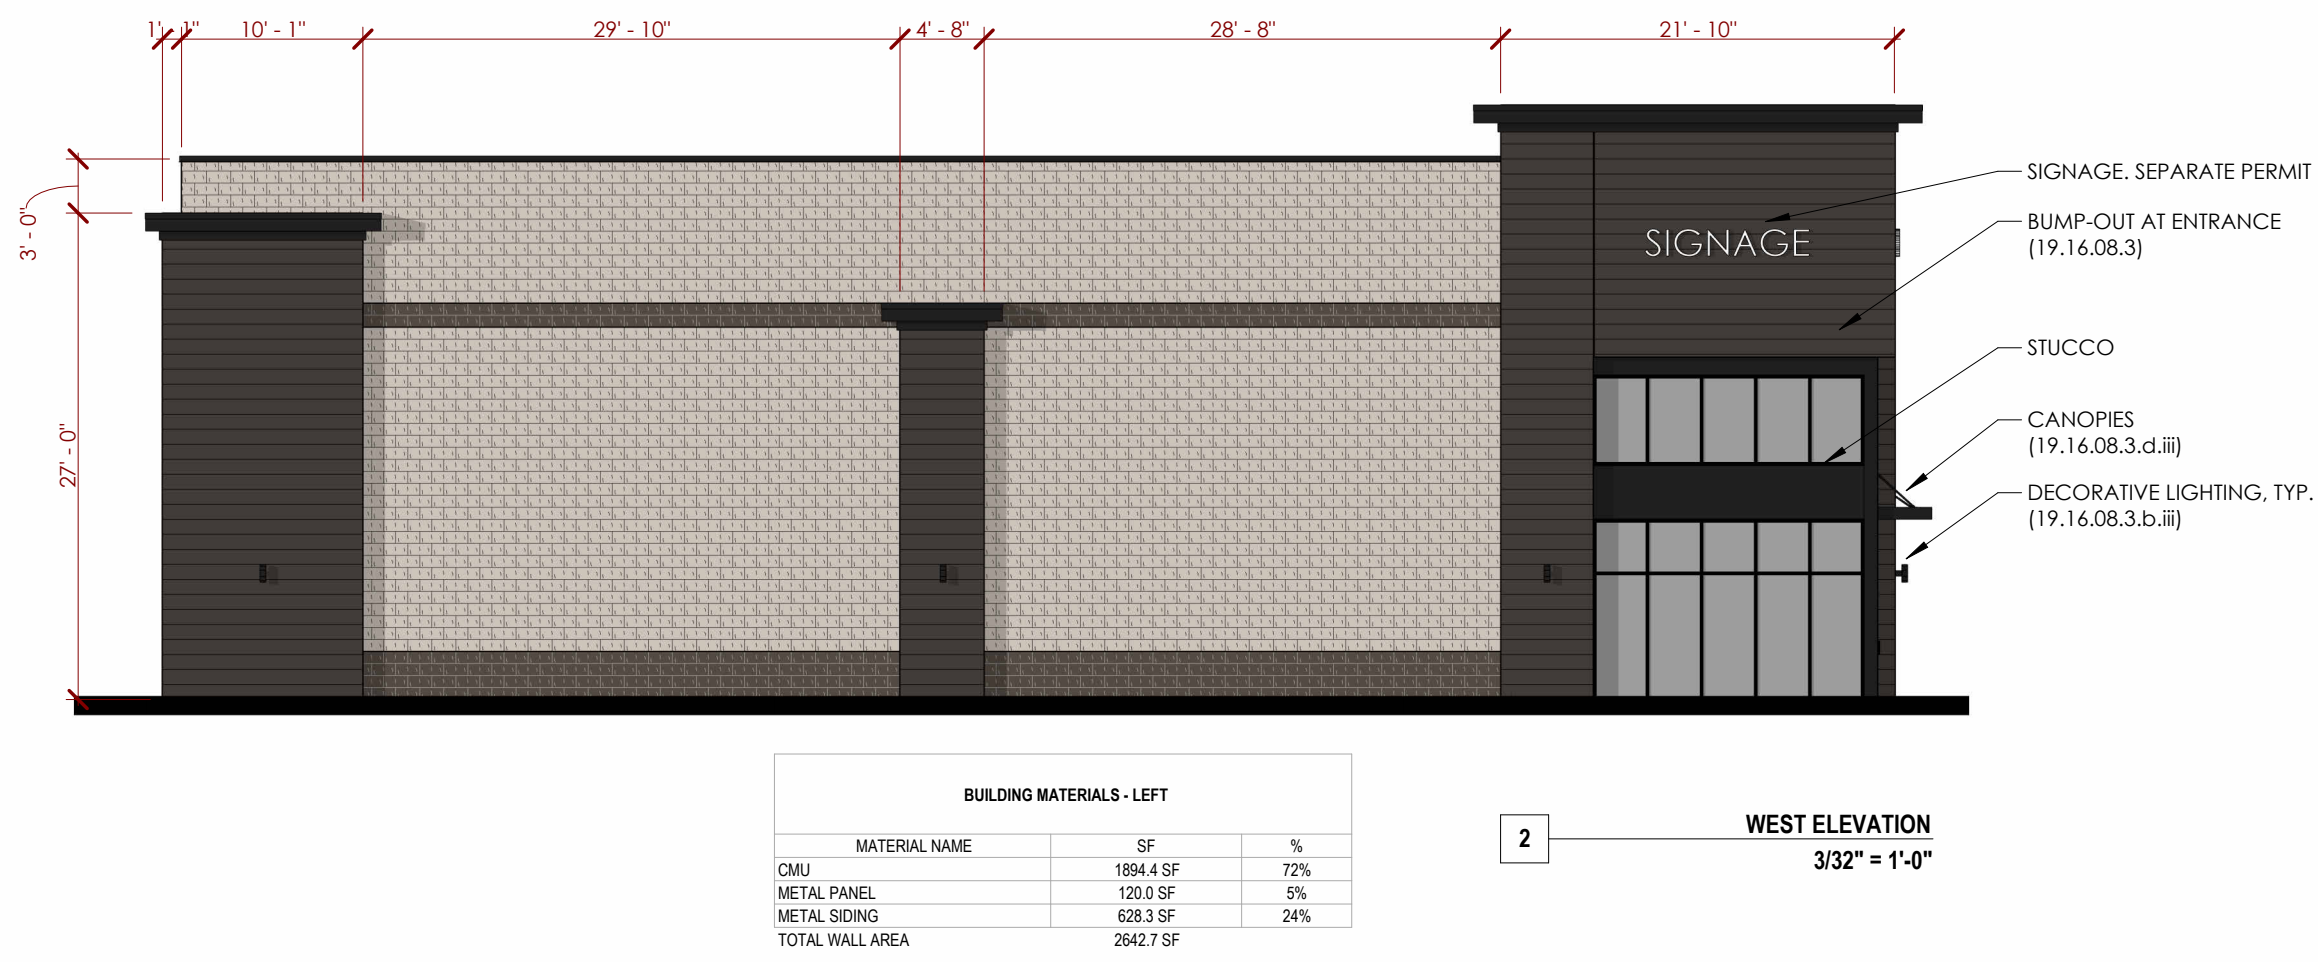 1' - 1" 10' - 1" 29' - 10" 4' - 8" 28' - 8" 21' - 10"
3' - 0"
27' - 0"
SIGNAGE
SIGNAGE. SEPARATE PERMIT
BUMP-OUT AT ENTRANCE
(19.16.08.3)
STUCCO
CANOPIES
(19.16.08.3.d.iii)
DECORATIVE LIGHTING, TYP.
(19.16.08.3.b.iii)
BUILDING MATERIALS - LEFT
MATERIAL NAME SF %
CMU 1894.4 SF 72%
METAL PANEL 120.0 SF 5%
METAL SIDING 628.3 SF 24%
TOTAL WALL AREA 2642.7 SF
2 WEST ELEVATION
3/32" = 1'-0"